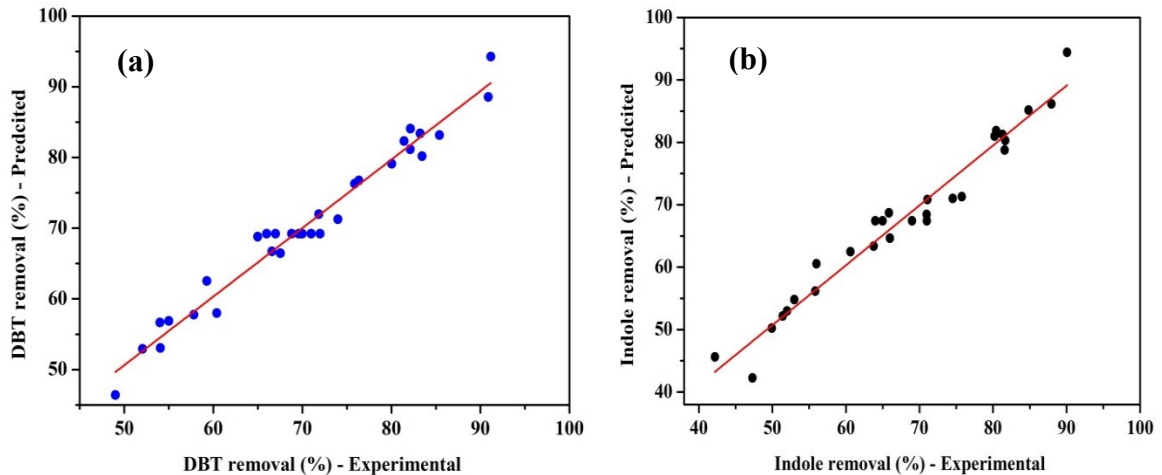 (a)
DBT removal (%) - Predcited
100
90
80
70
60
50
50 60 70 80 90 100
DBT removal (%) - Experimental
(b)
Indole removal (%) - Predcited
100
90
80
70
60
50
40
40 50 60 70 80 90 100
Indole removal (%) - Experimental